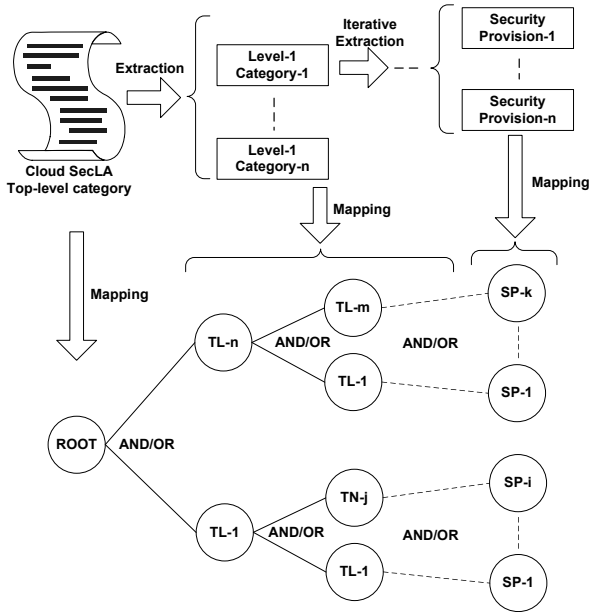 Cloud SecLA
Top-level category
Extraction
Level-1
Category-1
Level-1
Category-n
Iterative
Extraction
Security
Provision-1
Security
Provision-n
Mapping
Mapping
Mapping
ROOT
AND/OR
TL-n
AND/OR
TL-m
TL-1
AND/OR
SP-k
SP-1
TL-1
AND/OR
TN-j
TL-1
AND/OR
SP-i
SP-1